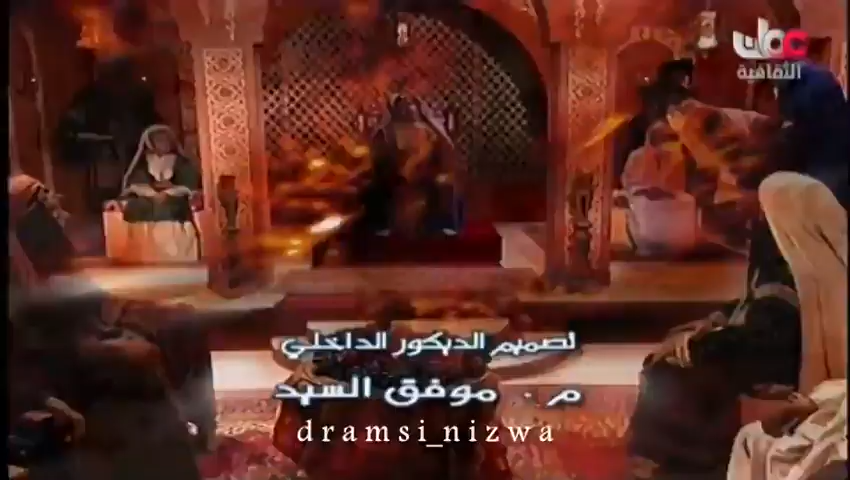 عمان
الثقافية
تصميم الديكور الداخلي
م . موفق السيد
dramsi_nizwa